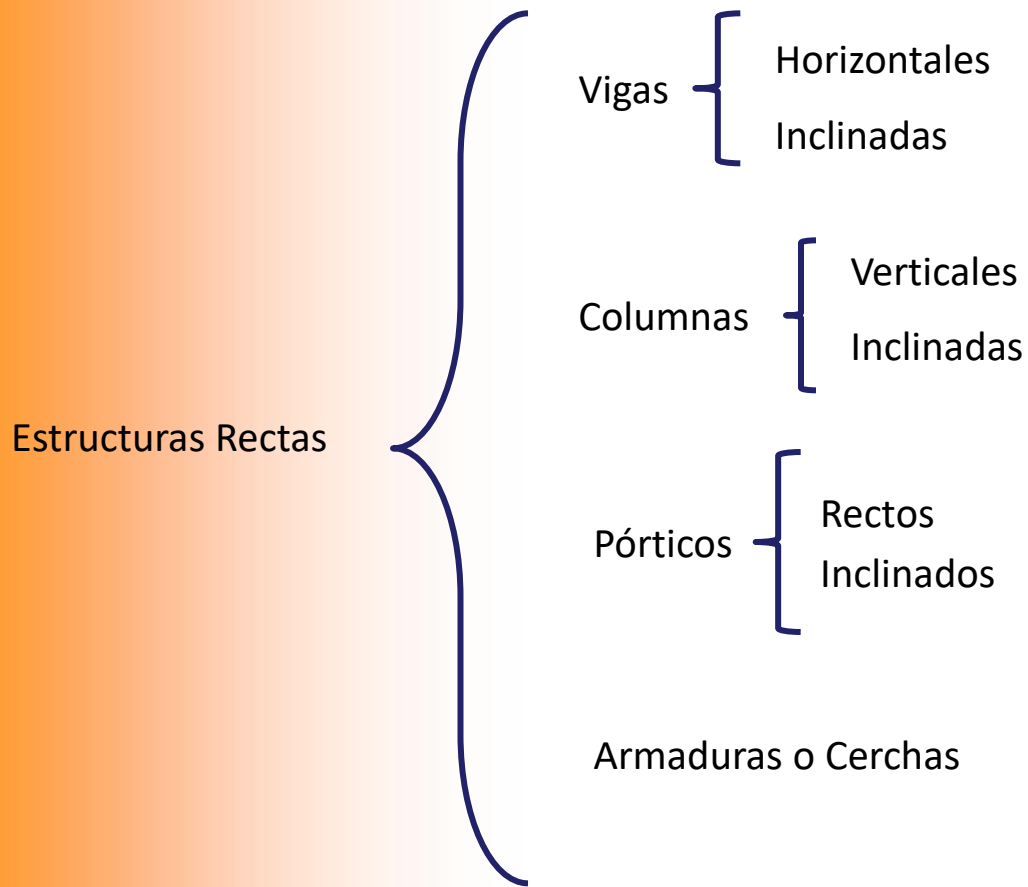 Estructuras Rectas
Vigas
Horizontales
Inclinadas
Columnas
Verticales
Inclinadas
Pórticos
Rectos
Inclinados
Armaduras o Cerchas